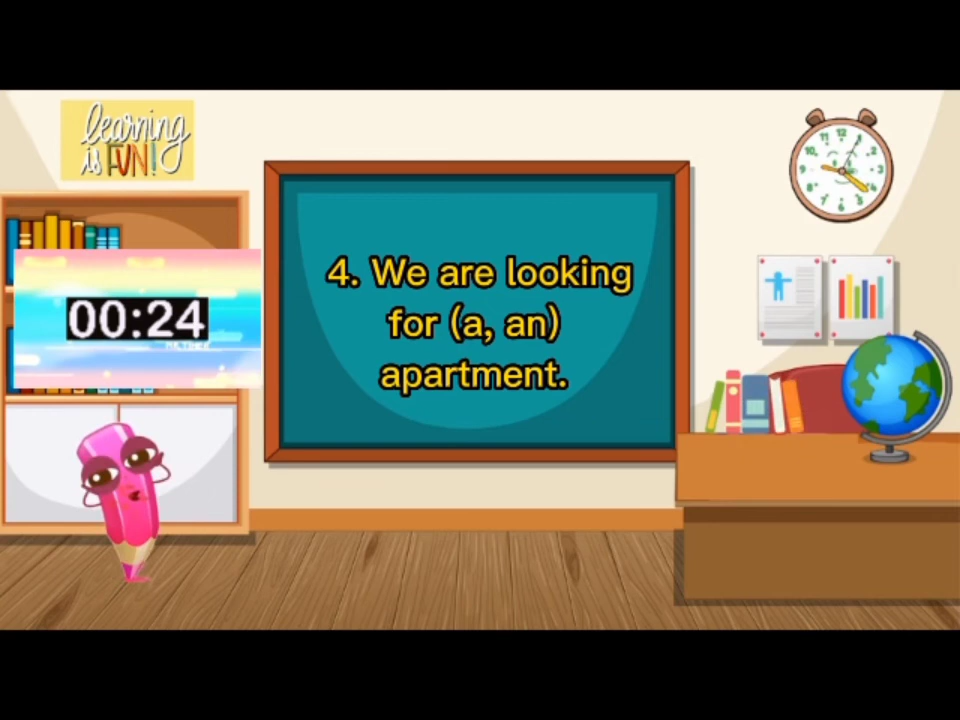 learning
is FUN!
00:24
4. We are looking
for (a, an)
apartment.